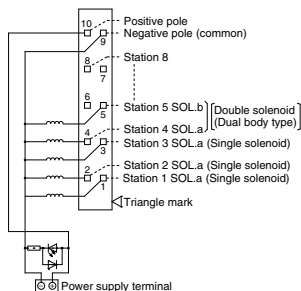 10 Positive pole
9 Negative pole (common)
8 Station 8
7
6
5 Station 5 SOL.b
Double solenoid
(Dual body type)
4 Station 4 SOL.a
3 Station 3 SOL.a (Single solenoid)
2 Station 2 SOL.a (Single solenoid)
1 Station 1 SOL.a (Single solenoid)
Triangle mark
Power supply terminal